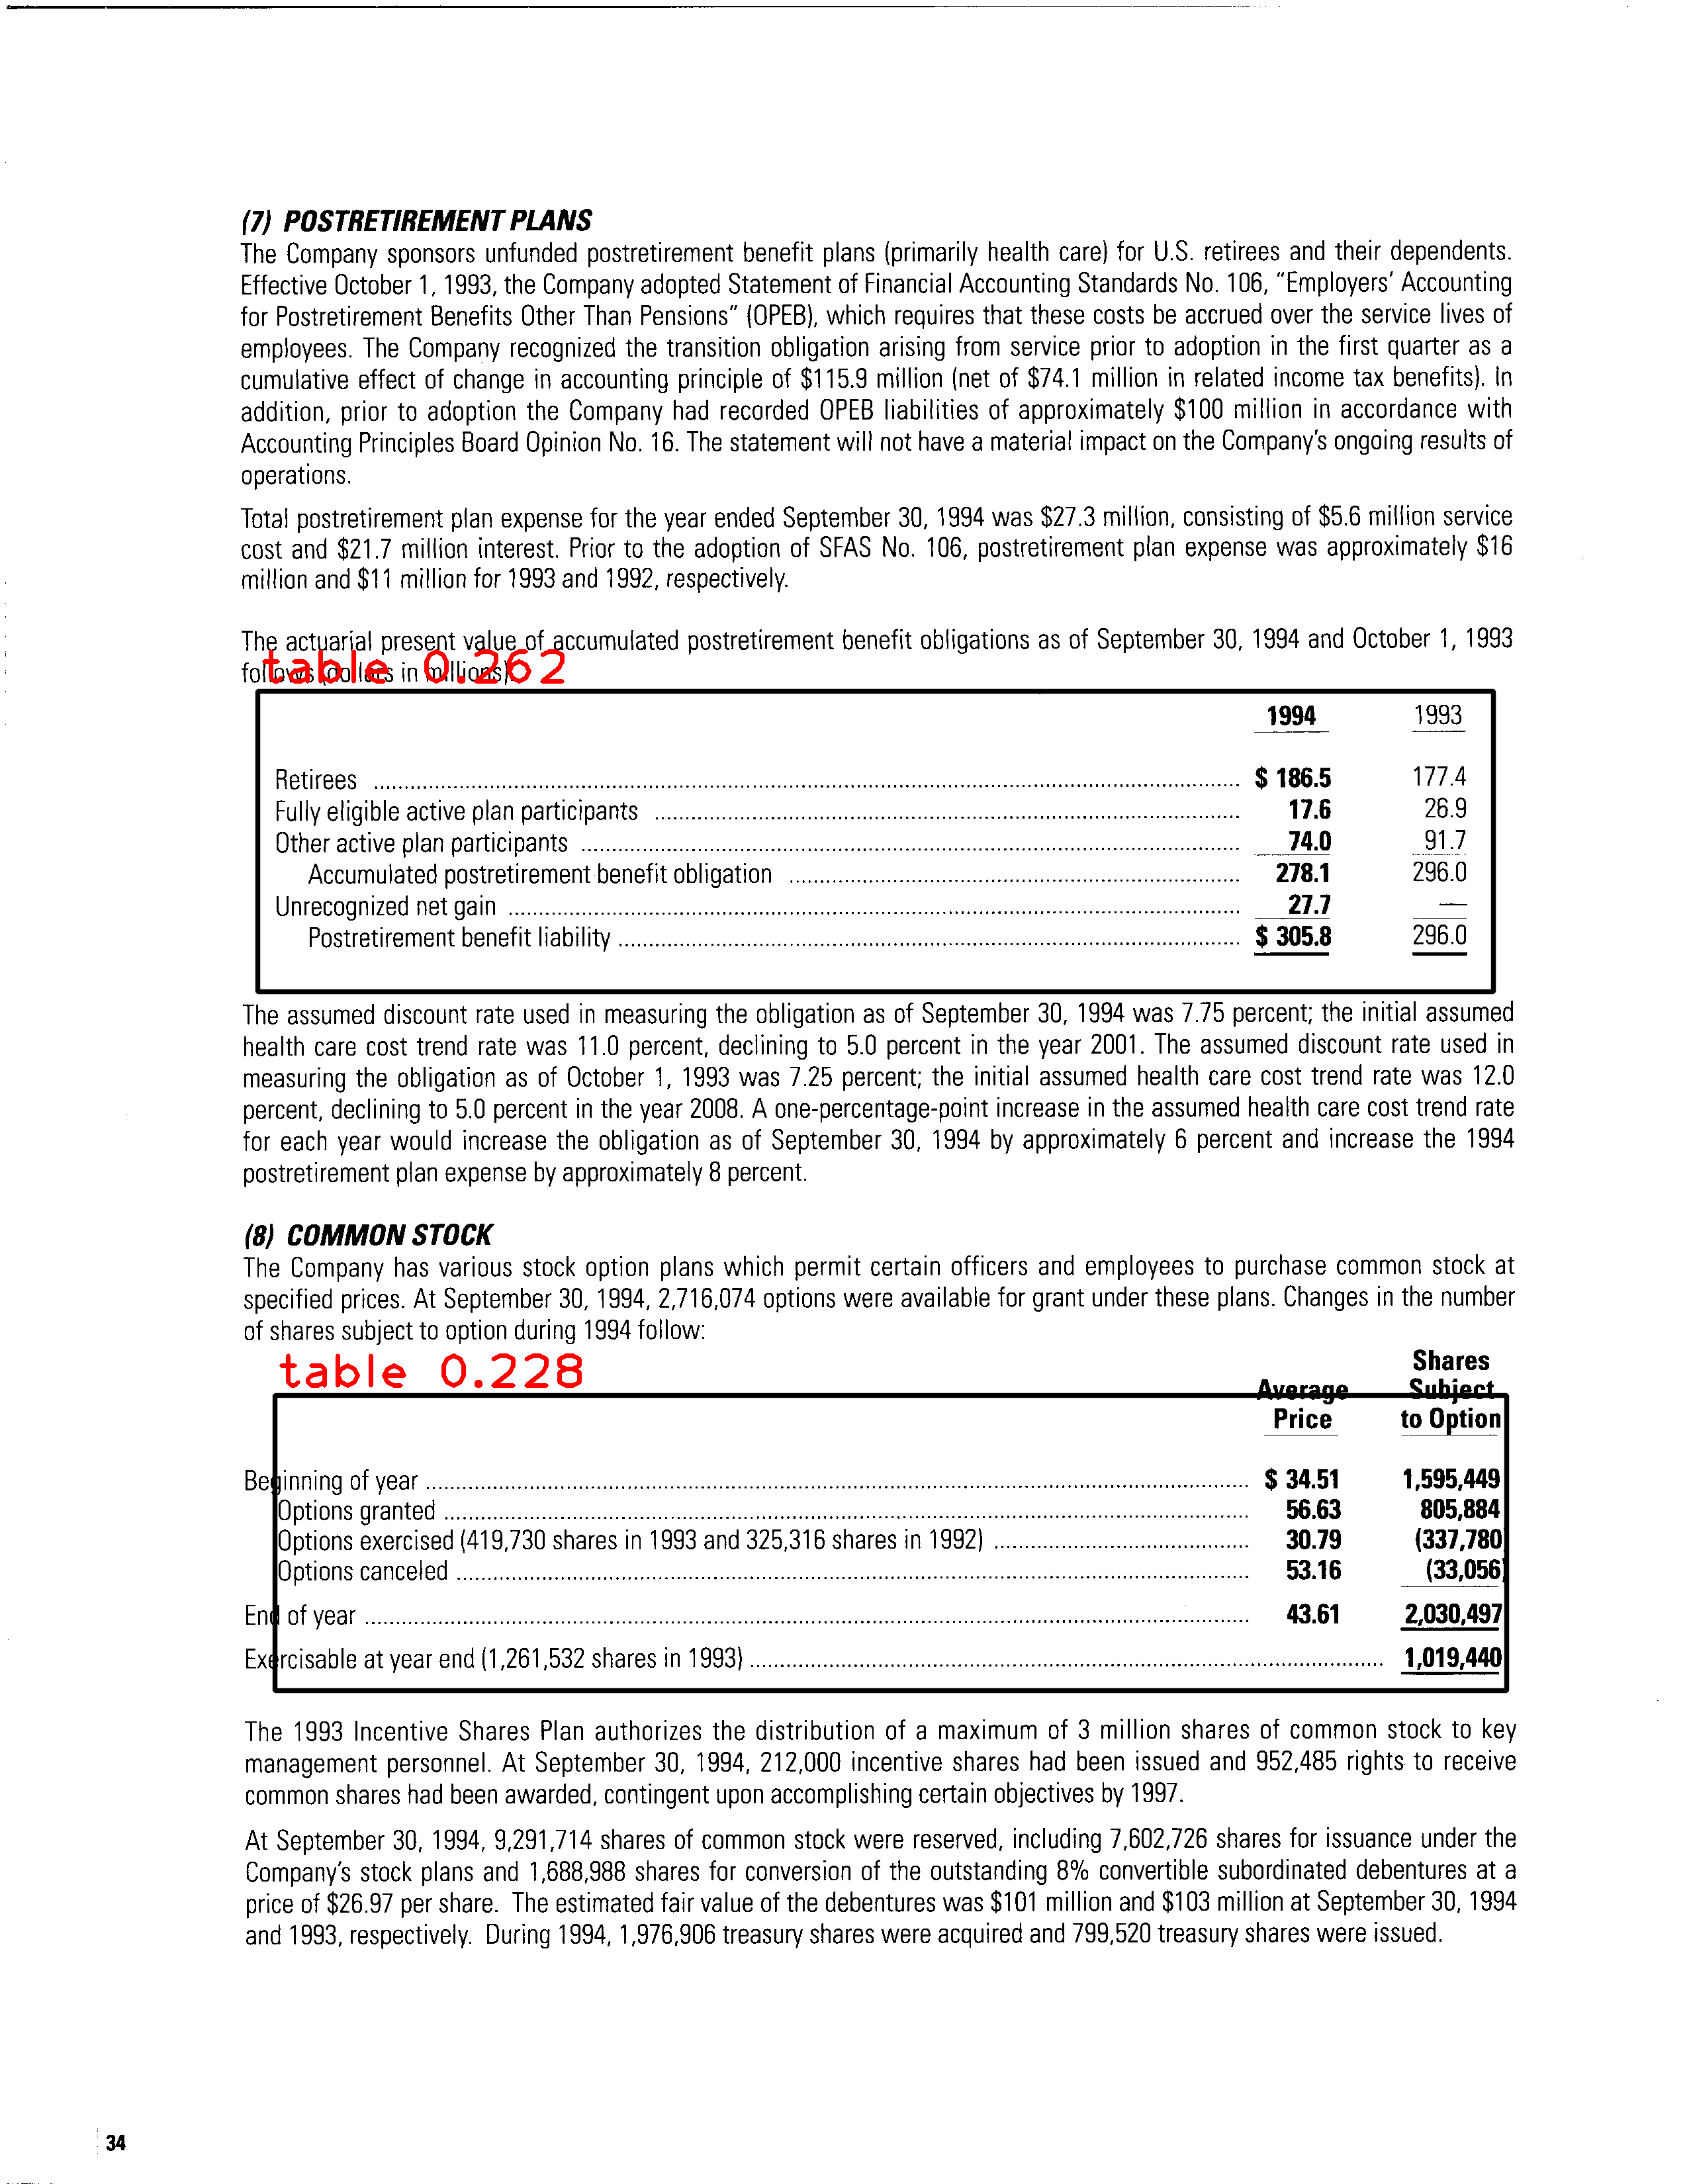 (7) POSTRETIREMENT PLANS
The Company sponsors unfunded postretirement benefit plans (primarily health care) for U.S. retirees and their dependents.
Effective October 1, 1993, the Company adopted Statement of Financial Accounting Standards No. 106, "Employers' Accounting
for Postretirement Benefits Other Than Pensions" (OPEB), which requires that these costs be accrued over the service lives of
employees. The Company recognized the transition obligation arising from service prior to adoption in the first quarter as a
cumulative effect of change in accounting principle of $115.9 million (net of $74.1 million in related income tax benefits). In
addition, prior to adoption the Company had recorded OPEB liabilities of approximately $100 million in accordance with
Accounting Principles Board Opinion No. 16. The statement will not have a material impact on the Company's ongoing results of
operations.
Total postretirement plan expense for the year ended September 30, 1994 was $27.3 million, consisting of $5.6 million service
cost and $21.7 million interest. Prior to the adoption of SFAS No. 106, postretirement plan expense was approximately $16
million and $11 million for 1993 and 1992, respectively.
The actuarial present value of accumulated postretirement benefit obligations as of September 30, 1994 and October 1, 1993
follows (dollars in millions):
table 0.262
1994 1993
Retirees $ 186.5 177.4
Fully eligible active plan participants 17.6 26.9
Other active plan participants 74.0 91.7
Accumulated postretirement benefit obligation 278.1 296.0
Unrecognized net gain 27.7 —
Postretirement benefit liability $ 305.8 296.0
The assumed discount rate used in measuring the obligation as of September 30, 1994 was 7.75 percent; the initial assumed
health care cost trend rate was 11.0 percent, declining to 5.0 percent in the year 2001. The assumed discount rate used in
measuring the obligation as of October 1, 1993 was 7.25 percent; the initial assumed health care cost trend rate was 12.0
percent, declining to 5.0 percent in the year 2008. A one-percentage-point increase in the assumed health care cost trend rate
for each year would increase the obligation as of September 30, 1994 by approximately 6 percent and increase the 1994
postretirement plan expense by approximately 8 percent.
(8) COMMON STOCK
The Company has various stock option plans which permit certain officers and employees to purchase common stock at
specified prices. At September 30, 1994, 2,716,074 options were available for grant under these plans. Changes in the number
of shares subject to option during 1994 follow:
table 0.228
Shares
Average Subject
Price to Option
Beginning of year $ 34.51 1,595,449
Options granted 56.63 805,884
Options exercised (419,730 shares in 1993 and 325,316 shares in 1992) 30.79 (337,780)
Options canceled 53.16 (33,056)
End of year 43.61 2,030,497
Exercisable at year end (1,261,532 shares in 1993) 1,019,440
The 1993 Incentive Shares Plan authorizes the distribution of a maximum of 3 million shares of common stock to key
management personnel. At September 30, 1994, 212,000 incentive shares had been issued and 952,485 rights to receive
common shares had been awarded, contingent upon accomplishing certain objectives by 1997.
At September 30, 1994, 9,291,714 shares of common stock were reserved, including 7,602,726 shares for issuance under the
Company's stock plans and 1,688,988 shares for conversion of the outstanding 8% convertible subordinated debentures at a
price of $26.97 per share. The estimated fair value of the debentures was $101 million and $103 million at September 30, 1994
and 1993, respectively. During 1994, 1,976,906 treasury shares were acquired and 799,520 treasury shares were issued.
34